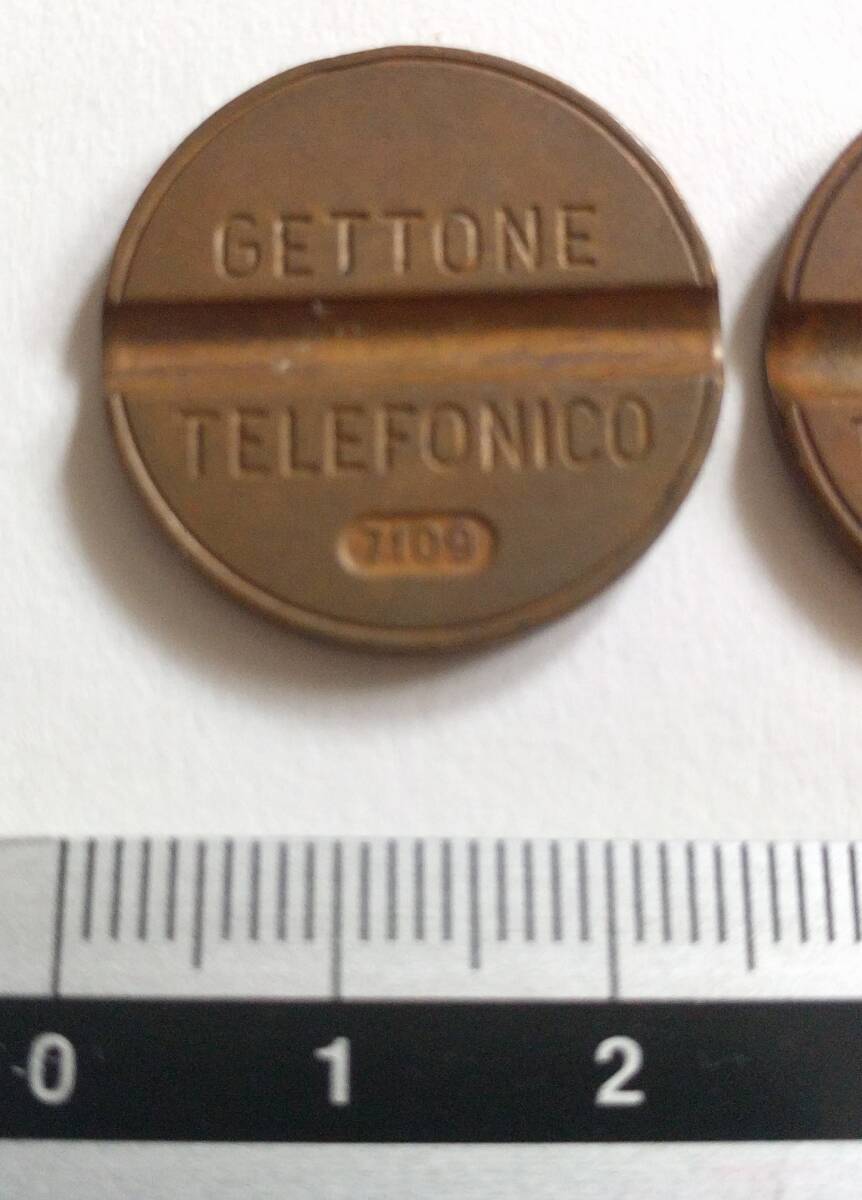 GETTONE
TELEFONICO
7109
0 1 2